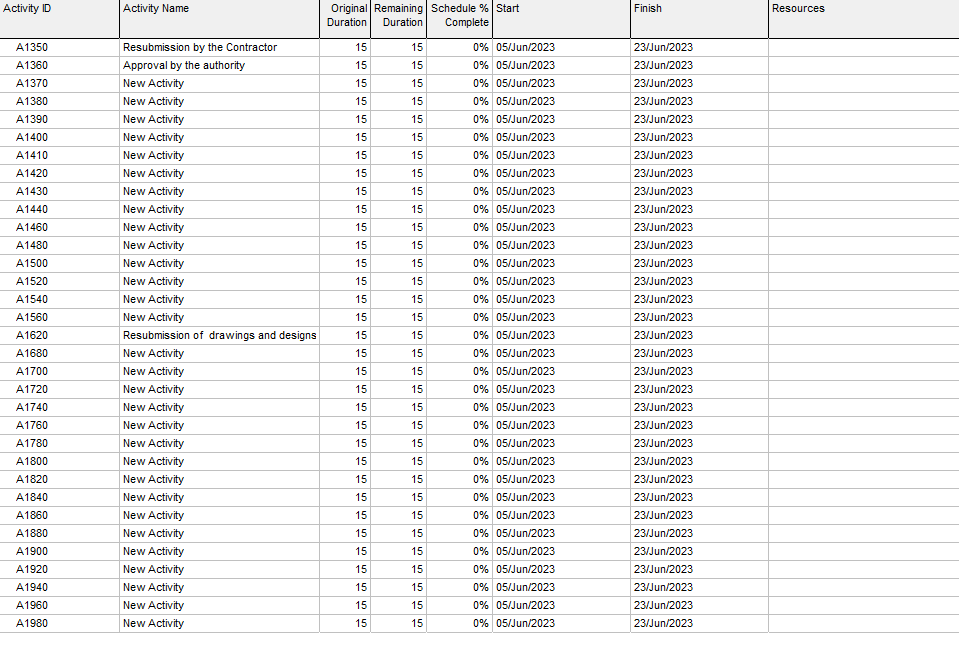 Activity ID Activity Name Original Remaining Schedule % Start Finish Resources
Duration Duration Complete
A1350 Resubmission by the Contractor 15 15 0% 05/Jun/2023 23/Jun/2023
A1360 Approval by the authority 15 15 0% 05/Jun/2023 23/Jun/2023
A1370 New Activity 15 15 0% 05/Jun/2023 23/Jun/2023
A1380 New Activity 15 15 0% 05/Jun/2023 23/Jun/2023
A1390 New Activity 15 15 0% 05/Jun/2023 23/Jun/2023
A1400 New Activity 15 15 0% 05/Jun/2023 23/Jun/2023
A1410 New Activity 15 15 0% 05/Jun/2023 23/Jun/2023
A1420 New Activity 15 15 0% 05/Jun/2023 23/Jun/2023
A1430 New Activity 15 15 0% 05/Jun/2023 23/Jun/2023
A1440 New Activity 15 15 0% 05/Jun/2023 23/Jun/2023
A1460 New Activity 15 15 0% 05/Jun/2023 23/Jun/2023
A1480 New Activity 15 15 0% 05/Jun/2023 23/Jun/2023
A1500 New Activity 15 15 0% 05/Jun/2023 23/Jun/2023
A1520 New Activity 15 15 0% 05/Jun/2023 23/Jun/2023
A1540 New Activity 15 15 0% 05/Jun/2023 23/Jun/2023
A1560 New Activity 15 15 0% 05/Jun/2023 23/Jun/2023
A1620 Resubmission of drawings and designs 15 15 0% 05/Jun/2023 23/Jun/2023
A1680 New Activity 15 15 0% 05/Jun/2023 23/Jun/2023
A1700 New Activity 15 15 0% 05/Jun/2023 23/Jun/2023
A1720 New Activity 15 15 0% 05/Jun/2023 23/Jun/2023
A1740 New Activity 15 15 0% 05/Jun/2023 23/Jun/2023
A1760 New Activity 15 15 0% 05/Jun/2023 23/Jun/2023
A1780 New Activity 15 15 0% 05/Jun/2023 23/Jun/2023
A1800 New Activity 15 15 0% 05/Jun/2023 23/Jun/2023
A1820 New Activity 15 15 0% 05/Jun/2023 23/Jun/2023
A1840 New Activity 15 15 0% 05/Jun/2023 23/Jun/2023
A1860 New Activity 15 15 0% 05/Jun/2023 23/Jun/2023
A1880 New Activity 15 15 0% 05/Jun/2023 23/Jun/2023
A1900 New Activity 15 15 0% 05/Jun/2023 23/Jun/2023
A1920 New Activity 15 15 0% 05/Jun/2023 23/Jun/2023
A1940 New Activity 15 15 0% 05/Jun/2023 23/Jun/2023
A1960 New Activity 15 15 0% 05/Jun/2023 23/Jun/2023
A1980 New Activity 15 15 0% 05/Jun/2023 23/Jun/2023